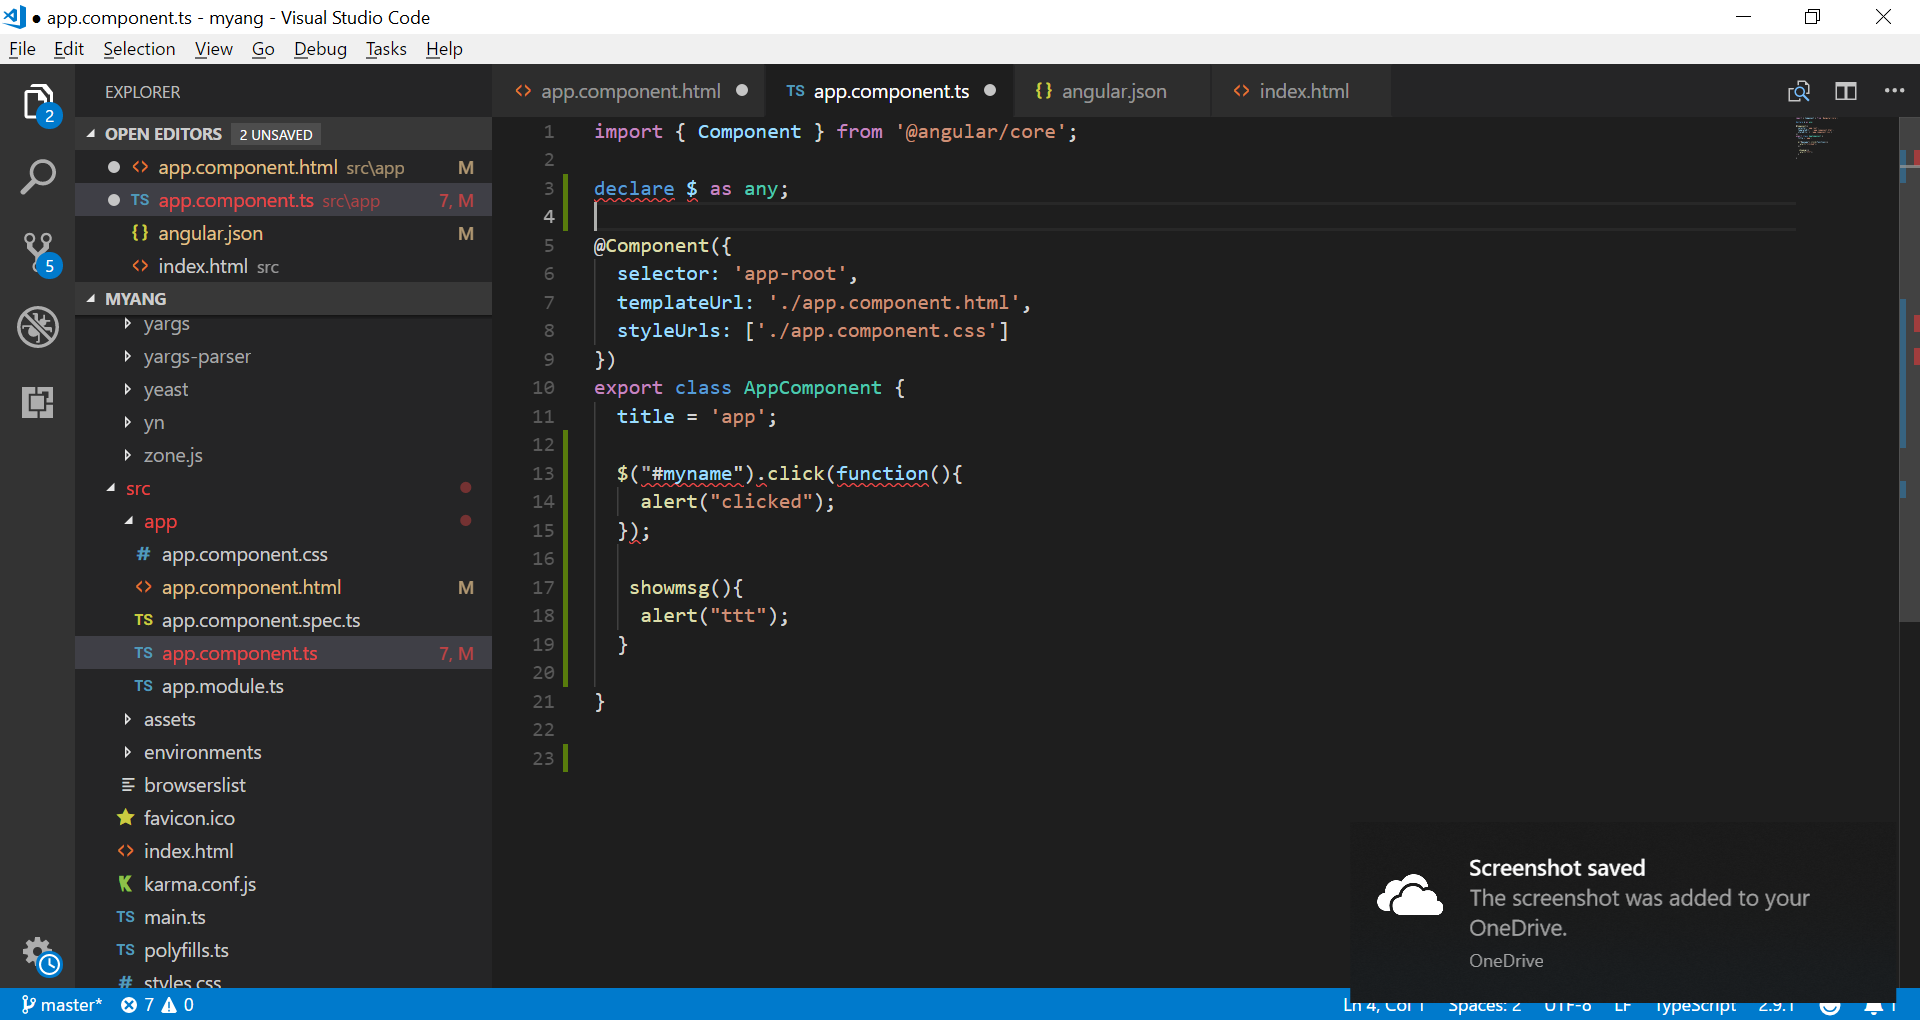 ● app.component.ts - myang - Visual Studio Code
File Edit Selection View Go Debug Tasks Help
2
5
EXPLORER
OPEN EDITORS 2 UNSAVED
app.component.html src\app M
TS app.component.ts src\app 7, M
{} angular.json M
<> index.html src
MYANG
yargs
yargs-parser
yeast
yn
zone.js
src
app
# app.component.css
<> app.component.html M
TS app.component.spec.ts
TS app.component.ts 7, M
TS app.module.ts
assets
environments
browserslist
favicon.ico
<> index.html
K karma.conf.js
TS main.ts
TS polyfills.ts
# styles.css
<> app.component.html ● TS app.component.ts ● {} angular.json <> index.html
1 import { Component } from '@angular/core';
2
3 declare $ as any;
4
5 @Component({
6 selector: 'app-root',
7 templateUrl: './app.component.html',
8 styleUrls: ['./app.component.css']
9 })
10 export class AppComponent {
11 title = 'app';
12
13 $("#myname").click(function(){
14 alert("clicked");
15 });
16
17 showmsg(){
18 alert("ttt");
19 }
20
21 }
22
23
Screenshot saved
The screenshot was added to your
OneDrive.
OneDrive
master* 7 0 Ln 4, Col 1 Spaces: 2 UTF-8 LF TypeScript 2.9.1 1